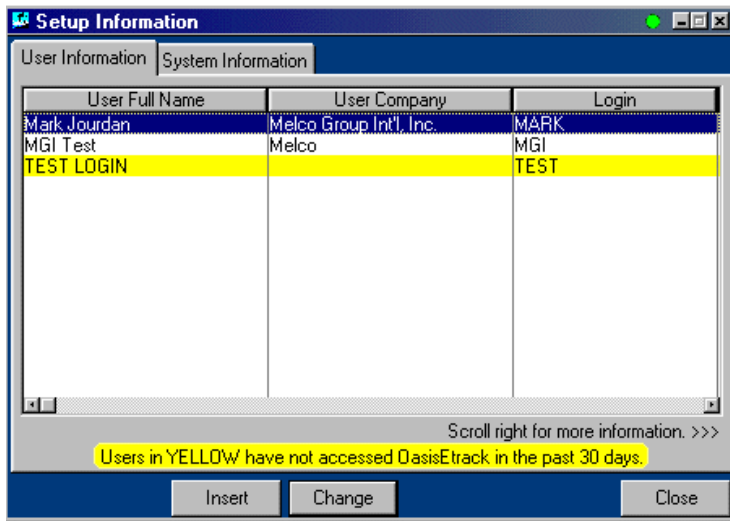 Setup Information
User Information System Information
User Full Name User Company Login
Mark Jourdan Melco Group Int'l, Inc. MARK
MGI Test Melco MGI
TEST LOGIN TEST
Scroll right for more information. >>>
Users in YELLOW have not accessed OasisEtrack in the past 30 days.
Insert Change Close